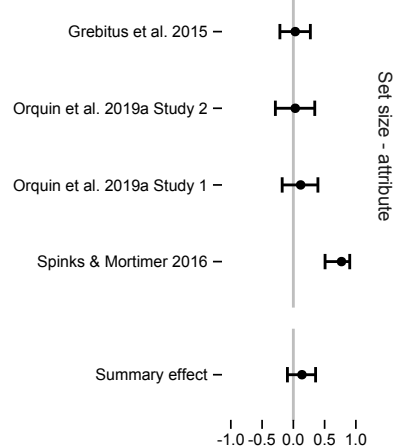 Grebitus et al. 2015
Orquin et al. 2019a Study 2
Orquin et al. 2019a Study 1
Spinks & Mortimer 2016
Summary effect
Set size - attribute
-1.0 -0.5 0.0 0.5 1.0